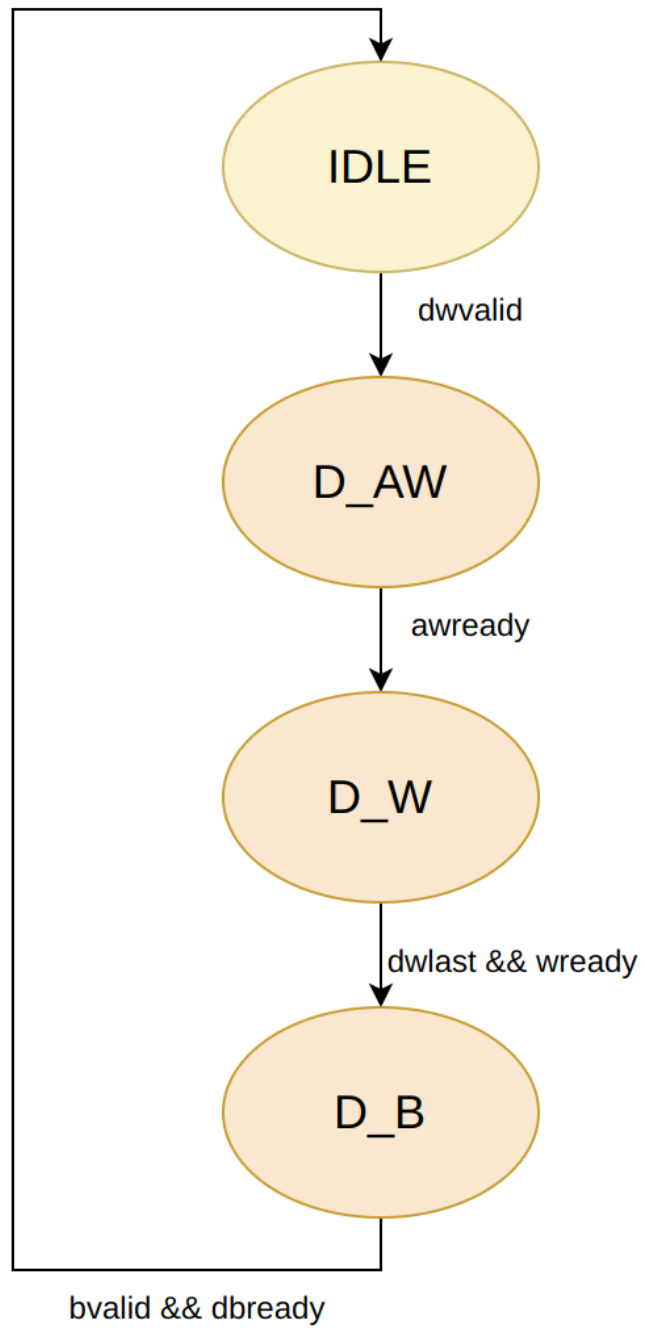 IDLE
dwvalid
D_AW
awready
D_W
dwlast && wready
D_B
bvalid && dbready